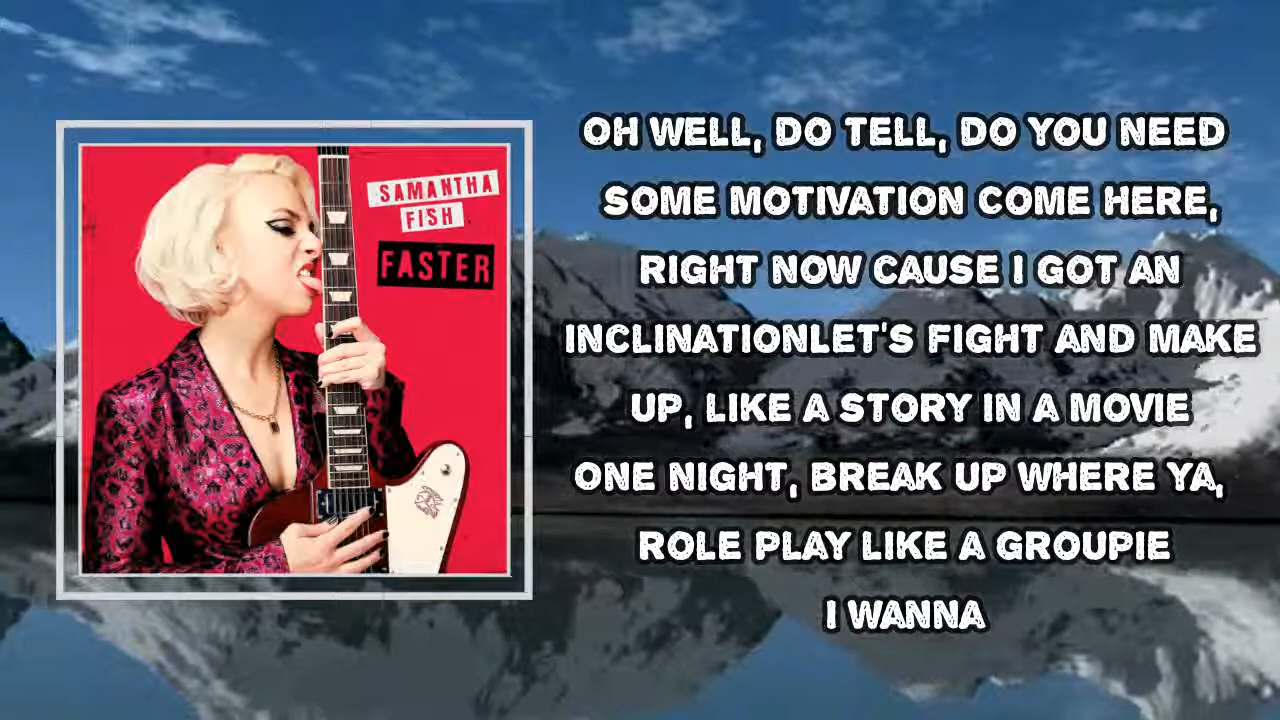 SAMANTHA
FISH
FASTER
OH WELL, DO TELL, DO YOU NEED
SOME MOTIVATION COME HERE,
RIGHT NOW CAUSE I GOT AN
INCLINATIONLET'S FIGHT AND MAKE
UP, LIKE A STORY IN A MOVIE
ONE NIGHT, BREAK UP WHERE YA,
ROLE PLAY LIKE A GROUPIE
I WANNA